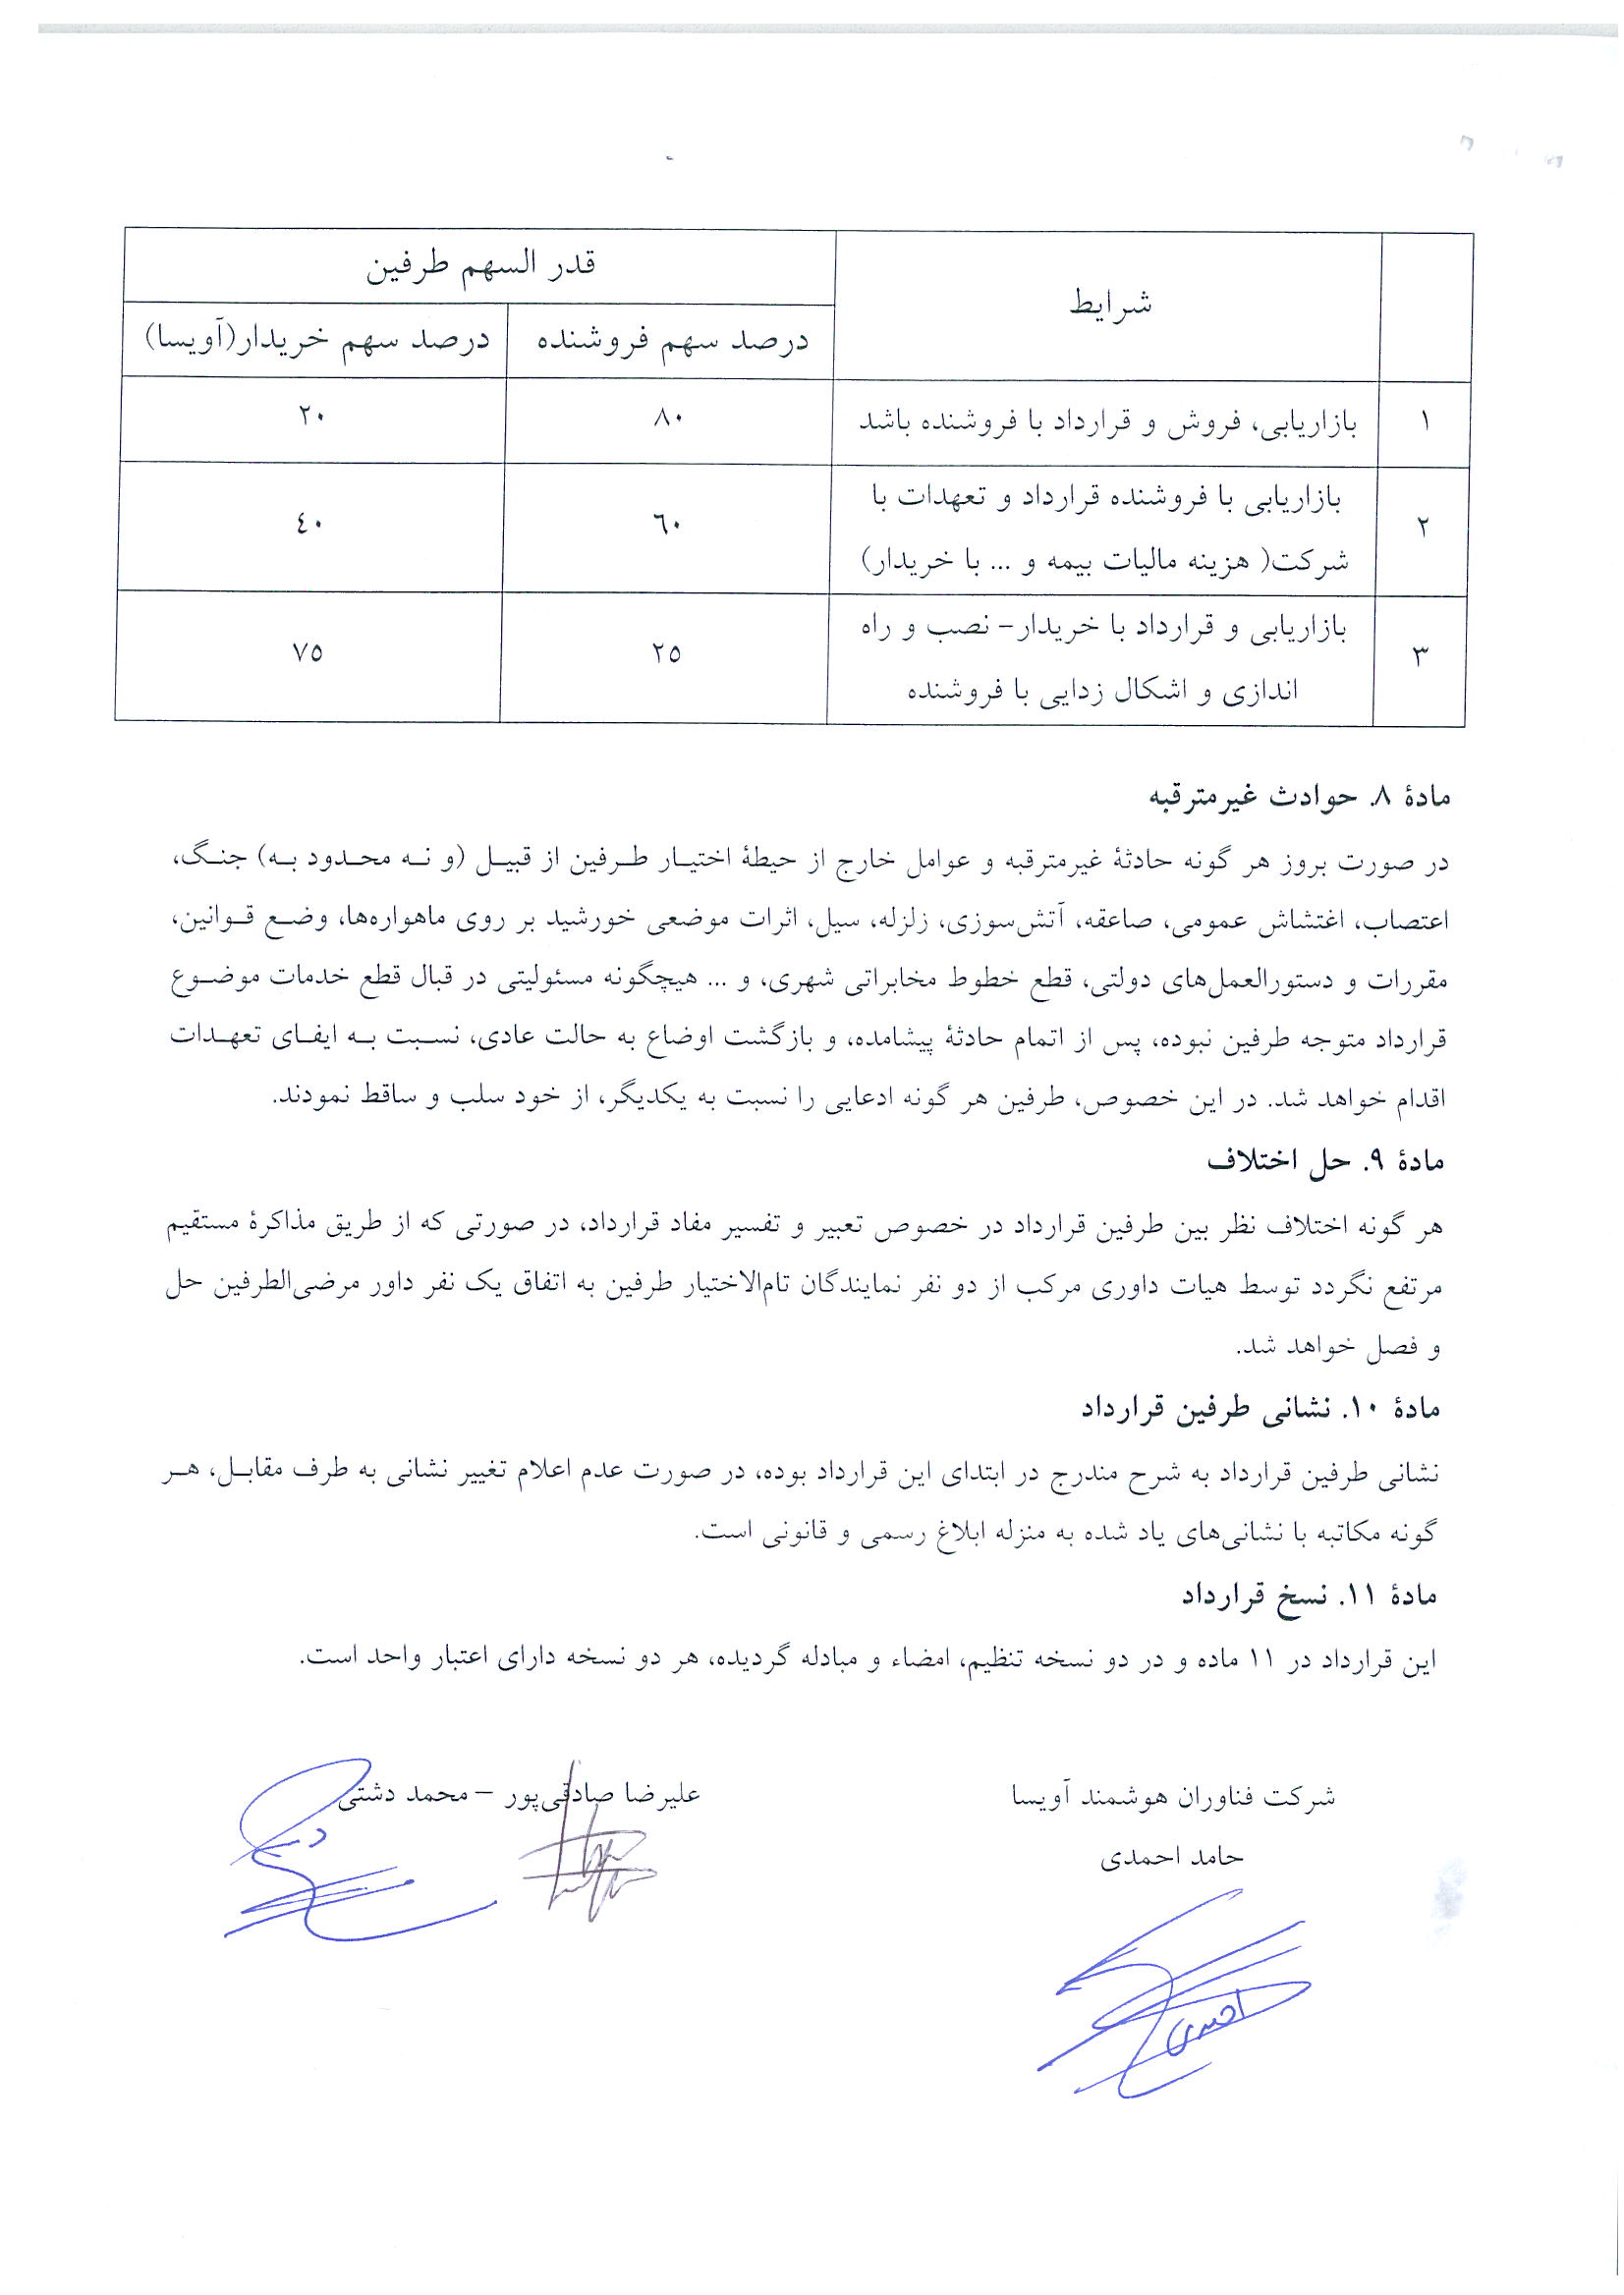 شرایط
قدر السهم طرفین
درصد سهم فروشنده
درصد سهم خریدار(آویسا)
۱ بازاریابی، فروش و قرارداد با فروشنده باشد ۸۰ ۲۰
۲ بازاریابی با فروشنده قرارداد و تعهدات با
شرکت( هزینه مالیات بیمه و ... با خریدار) ٦٠ ٤٠
۳ بازاریابی و قرارداد با خریدار- نصب و راه
اندازی و اشکال زدایی با فروشنده ۲۵ ۷۵
مادۀ ۸. حوادث غیرمترقبه
در صورت بروز هر گونه حادثۀ غیرمترقبه و عوامل خارج از حیطۀ اختیار طرفین از قبیل (و نه محدود به) جنگ،
اعتصاب، اغتشاش عمومی، صاعقه، آتش‌سوزی، زلزله، سیل، اثرات موضعی خورشید بر روی ماهواره‌ها، وضع قوانین،
مقررات و دستورالعمل‌های دولتی، قطع خطوط مخابراتی شهری، و ... هیچگونه مسئولیتی در قبال قطع خدمات موضوع
قرارداد متوجه طرفین نبوده، پس از اتمام حادثۀ پیشامده، و بازگشت اوضاع به حالت عادی، نسبت به ایفای تعهدات
اقدام خواهد شد. در این خصوص، طرفین هر گونه ادعایی را نسبت به یکدیگر، از خود سلب و ساقط نمودند.
مادۀ ۹. حل اختلاف
هر گونه اختلاف نظر بین طرفین قرارداد در خصوص تعبیر و تفسیر مفاد قرارداد، در صورتی که از طریق مذاکرۀ مستقیم
مرتفع نگردد توسط هیات داوری مرکب از دو نفر نمایندگان تام‌الاختیار طرفین به اتفاق یک نفر داور مرضی‌الطرفین حل
و فصل خواهد شد.
مادۀ ۱۰. نشانی طرفین قرارداد
نشانی طرفین قرارداد به شرح مندرج در ابتدای این قرارداد بوده، در صورت عدم اعلام تغییر نشانی به طرف مقابل، هر
گونه مکاتبه با نشانی‌های یاد شده به منزله ابلاغ رسمی و قانونی است.
مادۀ ۱۱. نسخ قرارداد
این قرارداد در ۱۱ ماده و در دو نسخه تنظیم، امضاء و مبادله گردیده، هر دو نسخه دارای اعتبار واحد است.
شرکت فناوران هوشمند آویسا
حامد احمدی
علیرضا صادقی‌پور – محمد دشتی